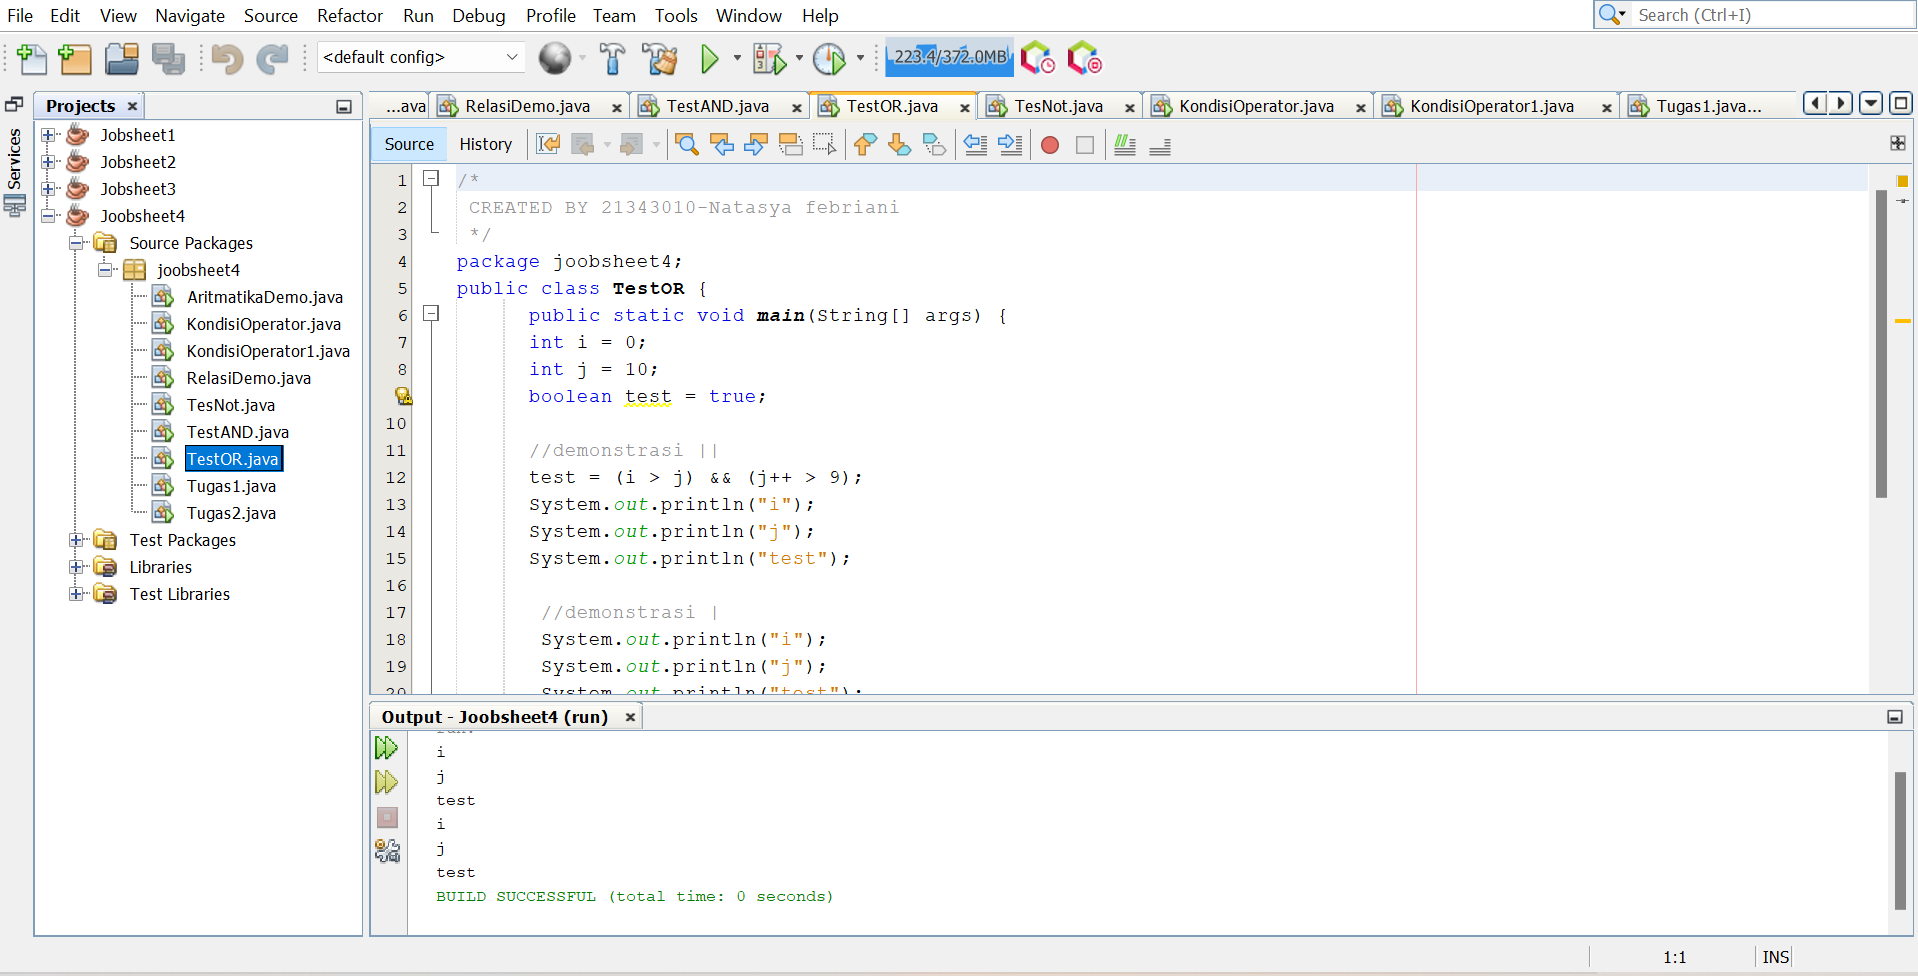 File Edit View Navigate Source Refactor Run Debug Profile Team Tools Window Help
Search (Ctrl+I)
<default config>
223.4/372.0MB
Services
Projects
Jobsheet1
Jobsheet2
Jobsheet3
Joobsheet4
Source Packages
joobsheet4
AritmatikaDemo.java
KondisiOperator.java
KondisiOperator1.java
RelasiDemo.java
TesNot.java
TestAND.java
TestOR.java
Tugas1.java
Tugas2.java
Test Packages
Libraries
Test Libraries
...ava RelasiDemo.java TestAND.java TestOR.java TesNot.java KondisiOperator.java KondisiOperator1.java Tugas1.java...
Source History
1 /*
2 CREATED BY 21343010-Natasya febriani
3 */
4 package joobsheet4;
5 public class TestOR {
6 public static void main(String[] args) {
7 int i = 0;
8 int j = 10;
boolean test = true;
10
11 //demonstrasi ||
12 test = (i > j) && (j++ > 9);
13 System.out.println("i");
14 System.out.println("j");
15 System.out.println("test");
16
17 //demonstrasi |
18 System.out.println("i");
19 System.out.println("j");
20 System.out.println("test");
Output - Joobsheet4 (run)
run:
i
j
test
i
j
test
BUILD SUCCESSFUL (total time: 0 seconds)
1:1 INS